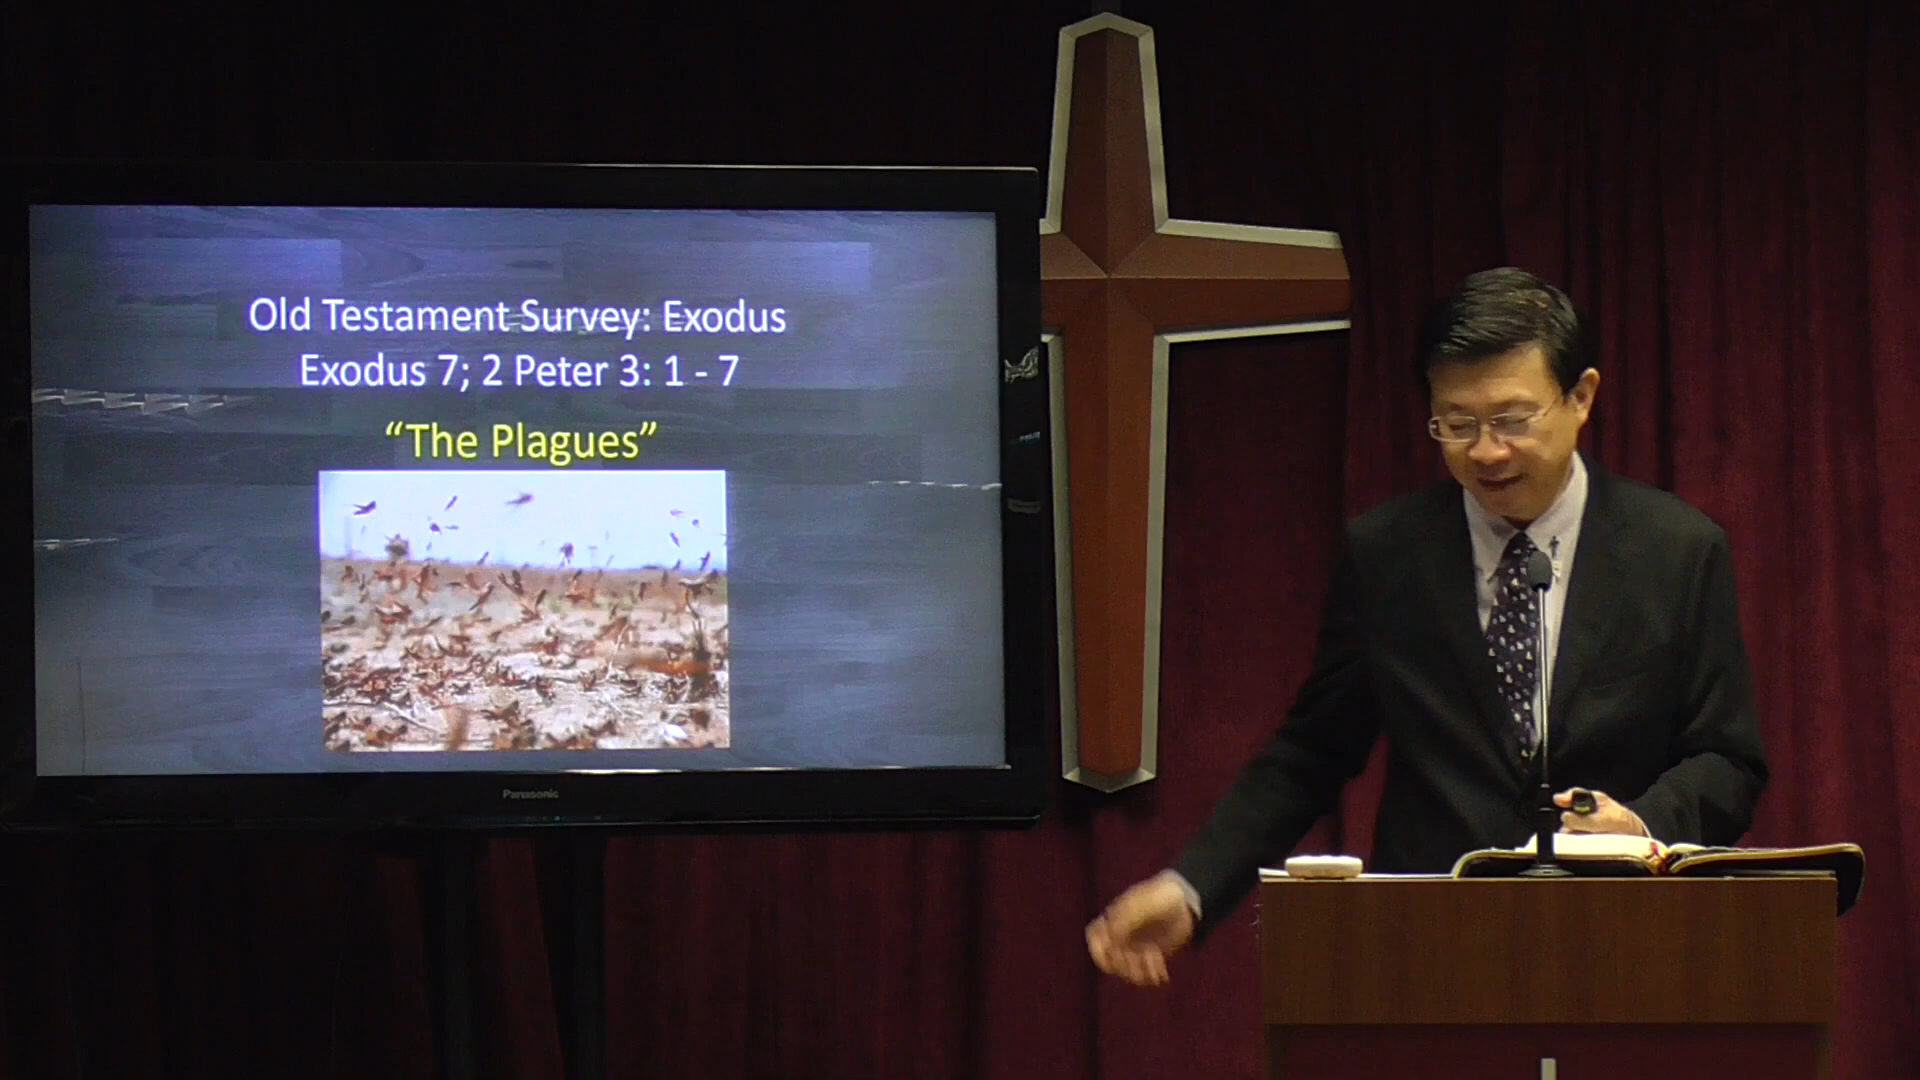 Old Testament Survey: Exodus
Exodus 7; 2 Peter 3: 1 - 7
“The Plagues”
Panasonic